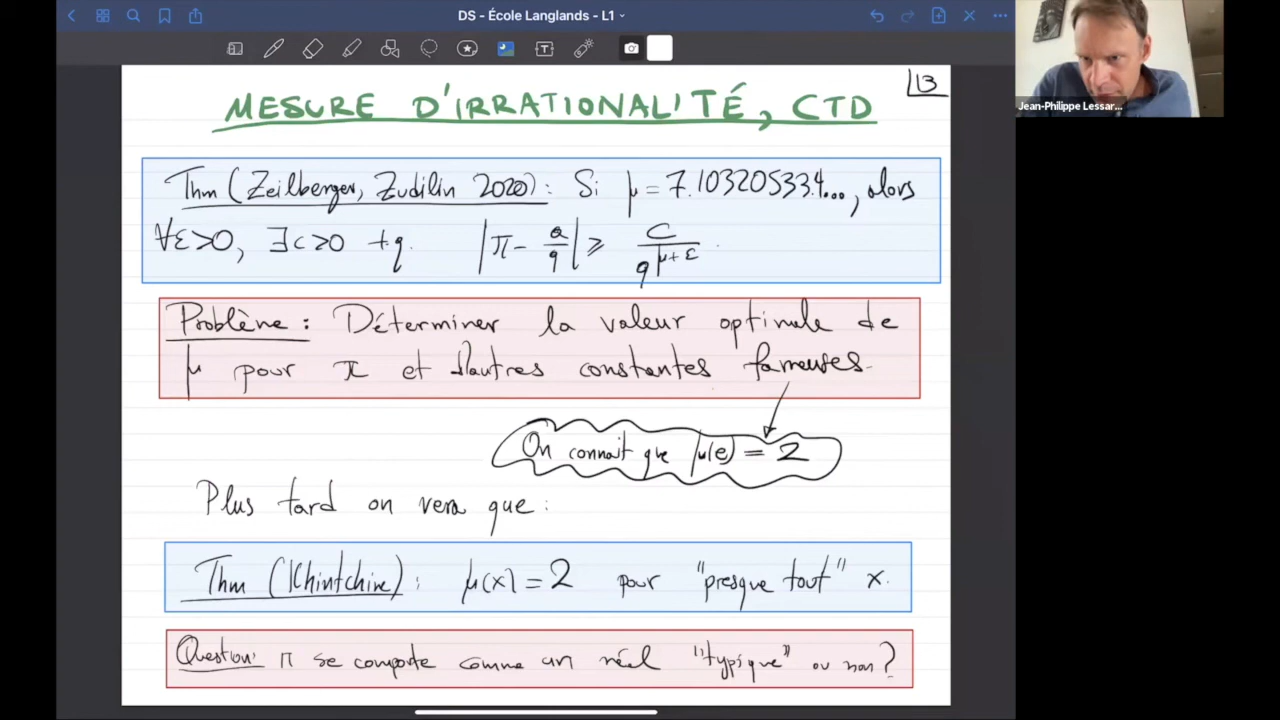 DS - École Langlands - L1
Jean-Philippe Lessar...
13
MESURE D'IRRATIONALITÉ, CTD
Thm (Zeilberger, Zudilin 2020): Si μ = 7.103205334..., alors
∀ε>0, ∃c>0 tq. |π - a/q| ≥ c/q^{μ+ε}
Problème: Déterminer la valeur optimale de
μ pour π et d'autres constantes fameuses.
On connait que μ(e) = 2
Plus tard on verra que:
Thm (Khintchine): μ(x) = 2 pour "presque tout" x.
Question: π se comporte comme un réel "typique" ou non?